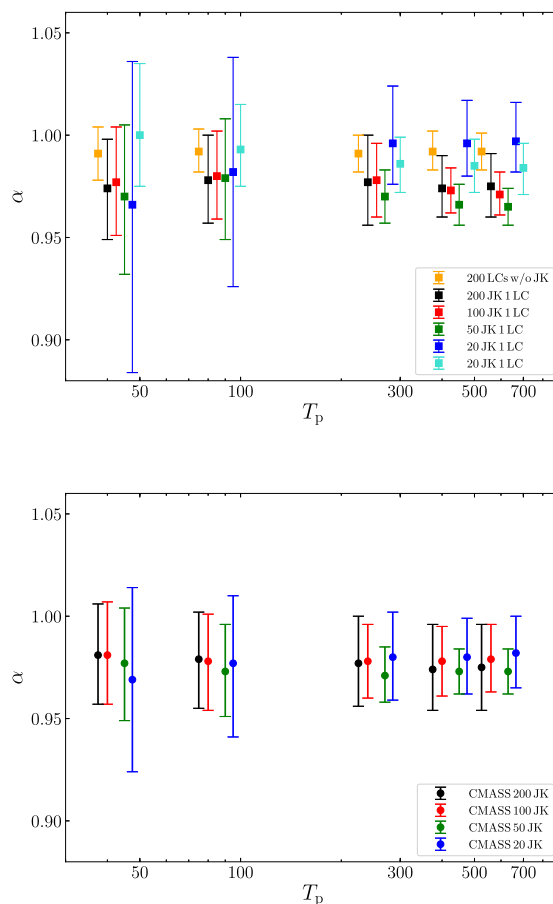 1.05
1.00
α
0.95
0.90
200 LCs w/o JK
200 JK 1 LC
100 JK 1 LC
50 JK 1 LC
20 JK 1 LC
20 JK 1 LC
50 100 300 500 700
Tp
1.05
1.00
α
0.95
0.90
CMASS 200 JK
CMASS 100 JK
CMASS 50 JK
CMASS 20 JK
50 100 300 500 700
Tp